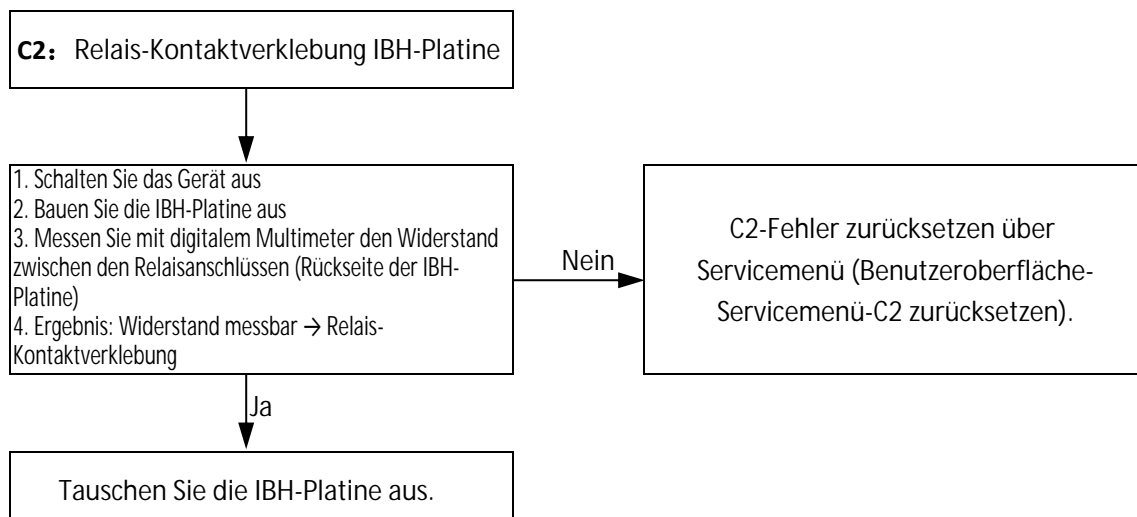 C2： Relais-Kontaktverklebung IBH-Platine
1. Schalten Sie das Gerät aus
2. Bauen Sie die IBH-Platine aus
3. Messen Sie mit digitalem Multimeter den Widerstand
zwischen den Relaisanschlüssen (Rückseite der IBH-
Platine)
4. Ergebnis: Widerstand messbar → Relais-
Kontaktverklebung
Nein
C2-Fehler zurücksetzen über
Servicemenü (Benutzeroberfläche-
Servicemenü-C2 zurücksetzen).
Ja
Tauschen Sie die IBH-Platine aus.